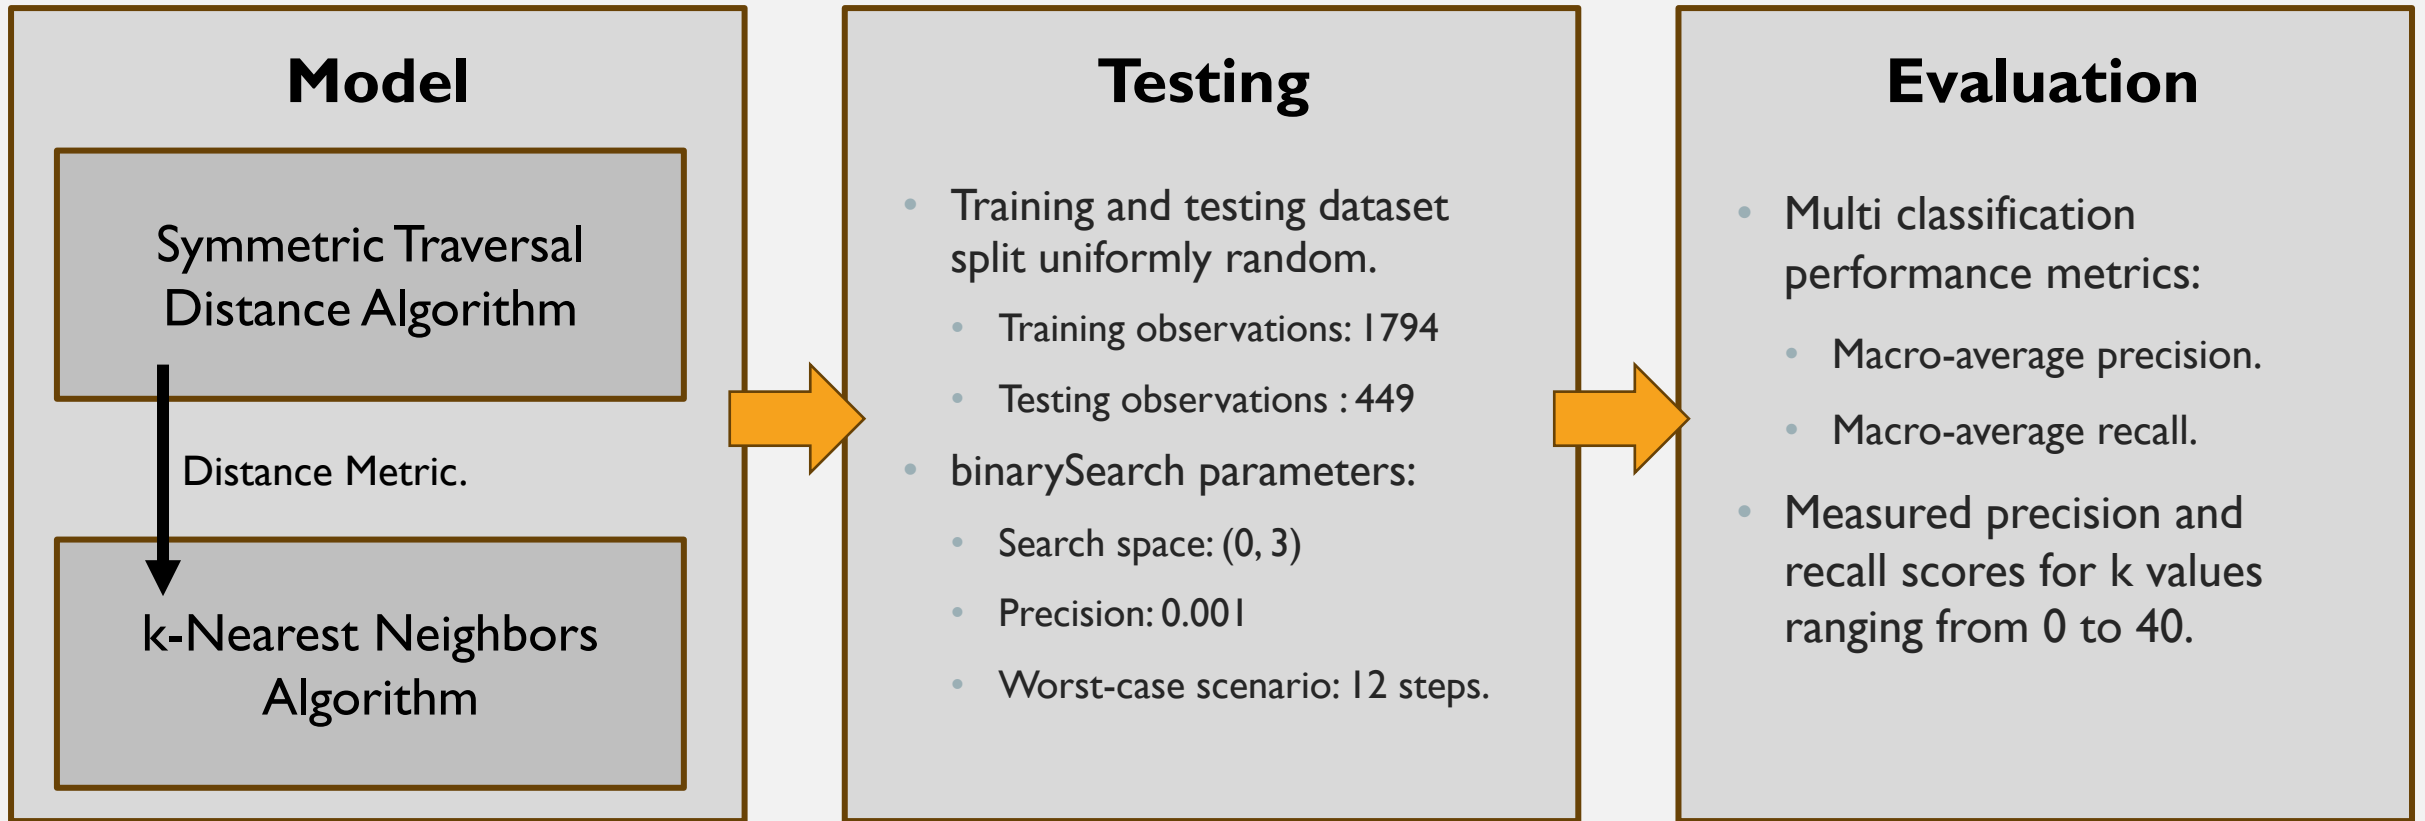 Model
Symmetric Traversal
Distance Algorithm
Distance Metric.
k-Nearest Neighbors
Algorithm
Testing
• Training and testing dataset
split uniformly random.
• Training observations: 1794
• Testing observations : 449
• binarySearch parameters:
• Search space: (0, 3)
• Precision: 0.001
• Worst-case scenario: 12 steps.
Evaluation
• Multi classification
performance metrics:
• Macro-average precision.
• Macro-average recall.
• Measured precision and
recall scores for k values
ranging from 0 to 40.